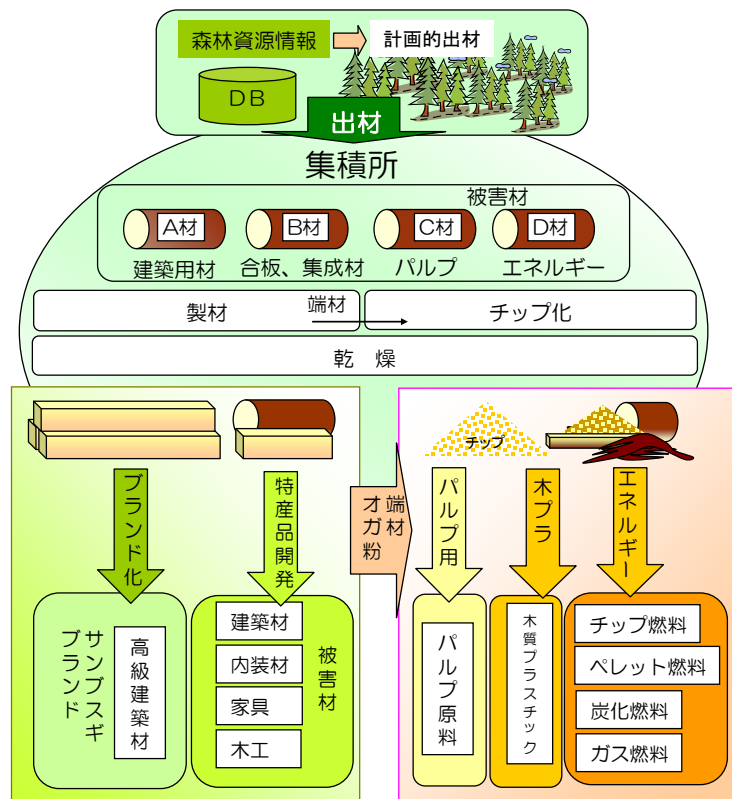 森林資源情報
計画的出材
DB
出材
集積所
被害材
A材
B材
C材
D材
建築用材
合板、集成材
パルプ
エネルギー
製材
端材
チップ化
乾 燥
チップ
ブランド化
特産品開発
端材
オガ粉
パルプ用
木プラ
エネルギー
サンブスギ
ブランド
高級建築材
建築材
内装材
家具
木工
被害材
パルプ原料
木質プラスチック
チップ燃料
ペレット燃料
炭化燃料
ガス燃料